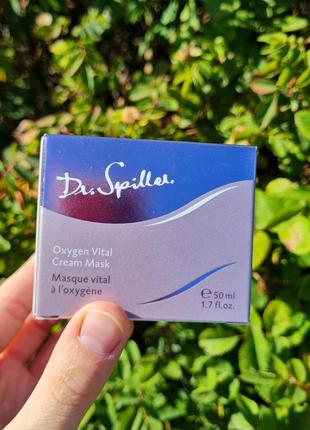 Dr. Spiller.
Oxygen Vital
Cream Mask
Masque vital
à l'oxygène
℮ 50 ml
1.7 fl.oz.